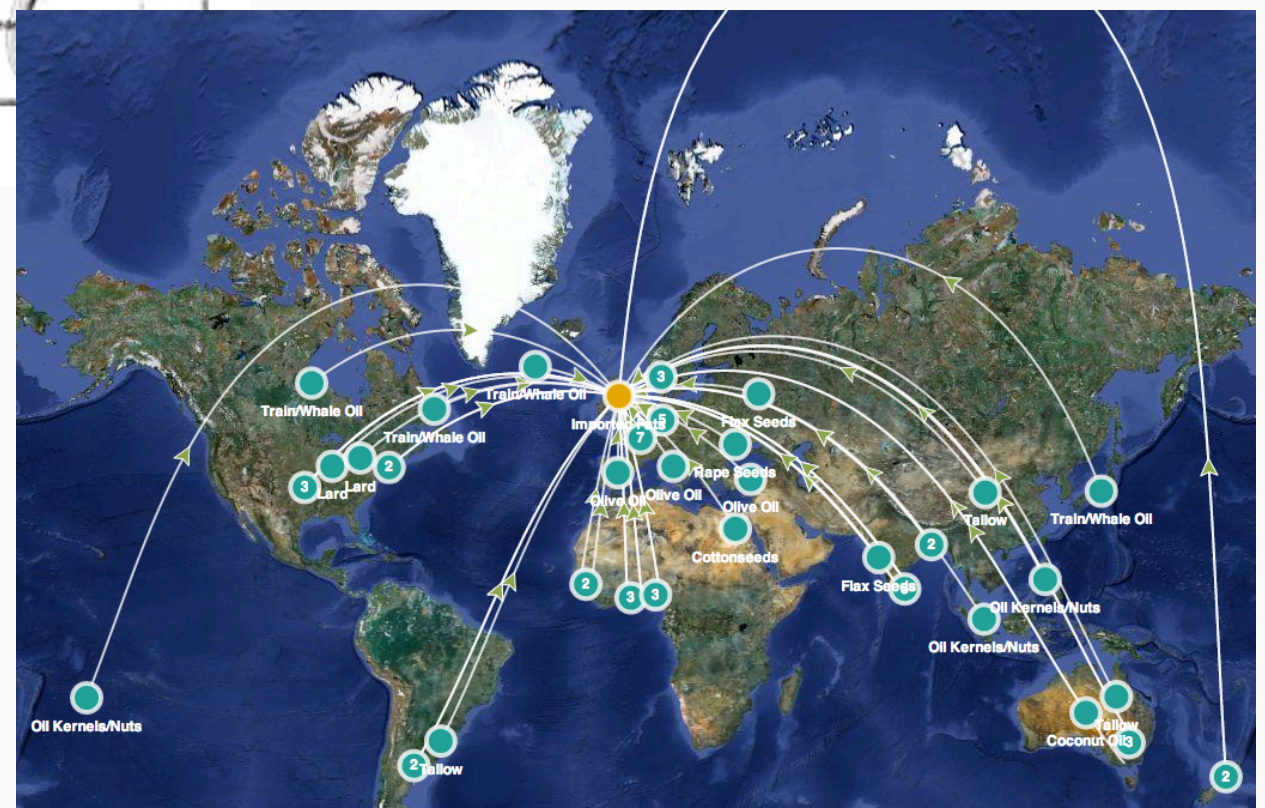 3
Train/Whale Oil
Imported Fats
Train/Whale Oil
5
Flax Seeds
Train/Whale Oil
7
2
3
Lard
Lard
Rape Seeds
Olive Oil
Olive Oil
Olive Oil
Tallow
Train/Whale Oil
Cottonseeds
2
2
3
3
Flax Seeds
Oil Kernels/Nuts
Oil Kernels/Nuts
Oil Kernels/Nuts
Tallow
Coconut Oil
3
2
Tallow
2